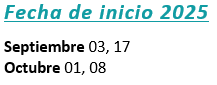 Fecha de inicio 2025
Septiembre 03, 17
Octubre 01, 08